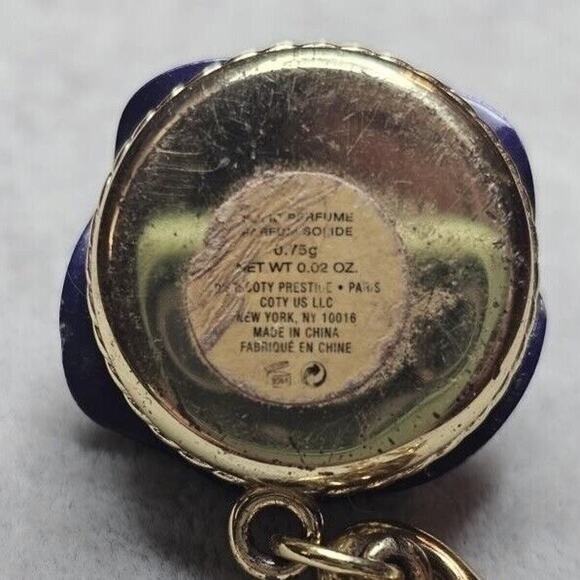 PERFUME
PARFUM SOLIDE
0.75g
NET WT 0.02 OZ.
COTY PRESTIGE • PARIS
COTY US LLC
NEW YORK, NY 10016
MADE IN CHINA
FABRIQUÉ EN CHINE